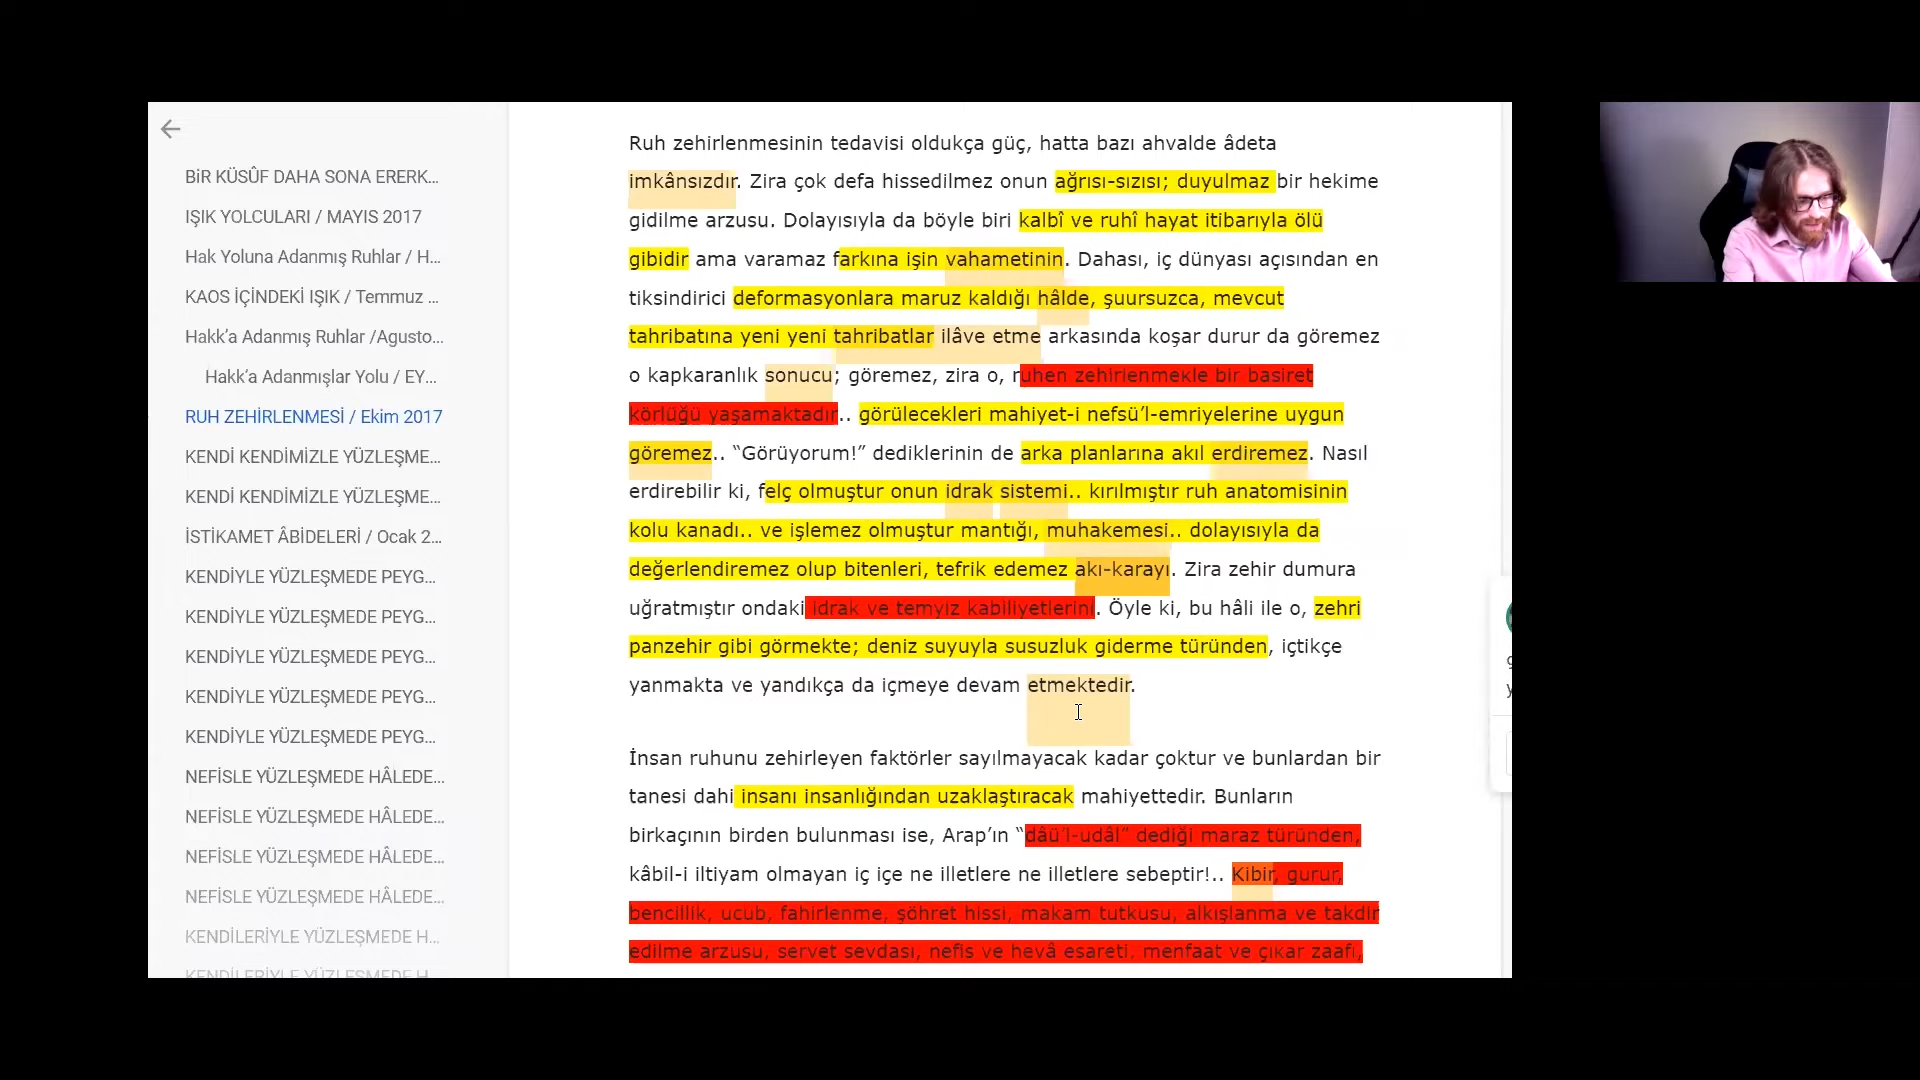 BİR KÜSÛF DAHA SONA ERERK...
IŞIK YOLCULARI / MAYIS 2017
Hak Yoluna Adanmış Ruhlar / H...
KAOS İÇİNDEKİ IŞIK / Temmuz ...
Hakk’a Adanmış Ruhlar /Agusto...
Hakk’a Adanmışlar Yolu / EY...
RUH ZEHİRLENMESİ / Ekim 2017
KENDİ KENDİMİZLE YÜZLEŞME...
KENDİ KENDİMİZLE YÜZLEŞME...
İSTİKAMET ÂBİDELERİ / Ocak 2...
KENDİYLE YÜZLEŞMEDE PEYG...
KENDİYLE YÜZLEŞMEDE PEYG...
KENDİYLE YÜZLEŞMEDE PEYG...
KENDİYLE YÜZLEŞMEDE PEYG...
KENDİYLE YÜZLEŞMEDE PEYG...
NEFİSLE YÜZLEŞMEDE HÂLEDE...
NEFİSLE YÜZLEŞMEDE HÂLEDE...
NEFİSLE YÜZLEŞMEDE HÂLEDE...
NEFİSLE YÜZLEŞMEDE HÂLEDE...
KENDİLERİYLE YÜZLEŞMEDE H...
KENDİLERİYLE YÜZLEŞMEDE H...
Ruh zehirlenmesinin tedavisi oldukça güç, hatta bazı ahvalde âdeta
imkânsızdır. Zira çok defa hissedilmez onun ağrısı-sızısı; duyulmaz bir hekime
gidilme arzusu. Dolayısıyla da böyle biri kalbî ve ruhî hayat itibarıyla ölü
gibidir ama varamaz farkına işin vahametinin. Dahası, iç dünyası açısından en
tiksindirici deformasyonlara maruz kaldığı hâlde, şuursuzca, mevcut
tahribatına yeni yeni tahribatlar ilâve etme arkasında koşar durur da göremez
o kapkaranlık sonucu; göremez, zira o, ruhen zehirlenmekle bir basiret
körlüğü yaşamaktadır.. görülecekleri mahiyet-i nefsü’l-emriyelerine uygun
göremez.. “Görüyorum!” dediklerinin de arka planlarına akıl erdiremez. Nasıl
erdirebilir ki, felç olmuştur onun idrak sistemi.. kırılmıştır ruh anatomisinin
kolu kanadı.. ve işlemez olmuştur mantığı, muhakemesi.. dolayısıyla da
değerlendiremez olup bitenleri, tefrik edemez akı-karayı. Zira zehir dumura
uğratmıştır ondaki idrak ve temyiz kabiliyetlerini. Öyle ki, bu hâli ile o, zehri
panzehir gibi görmekte; deniz suyuyla susuzluk giderme türünden, içtikçe
yanmakta ve yandıkça da içmeye devam etmektedir.
İnsan ruhunu zehirleyen faktörler sayılmayacak kadar çoktur ve bunlardan bir
tanesi dahi insanı insanlığından uzaklaştıracak mahiyettedir. Bunların
birkaçının birden bulunması ise, Arap’ın “dâü’l-udâl” dediği maraz türünden,
kâbil-i iltiyam olmayan iç içe ne illetlere ne illetlere sebeptir!.. Kibir, gurur,
bencillik, ucub, fahirlenme, şöhret hissi, makam tutkusu, alkışlanma ve takdir
edilme arzusu, servet sevdası, nefis ve hevâ esareti, menfaat ve çıkar zaafı,